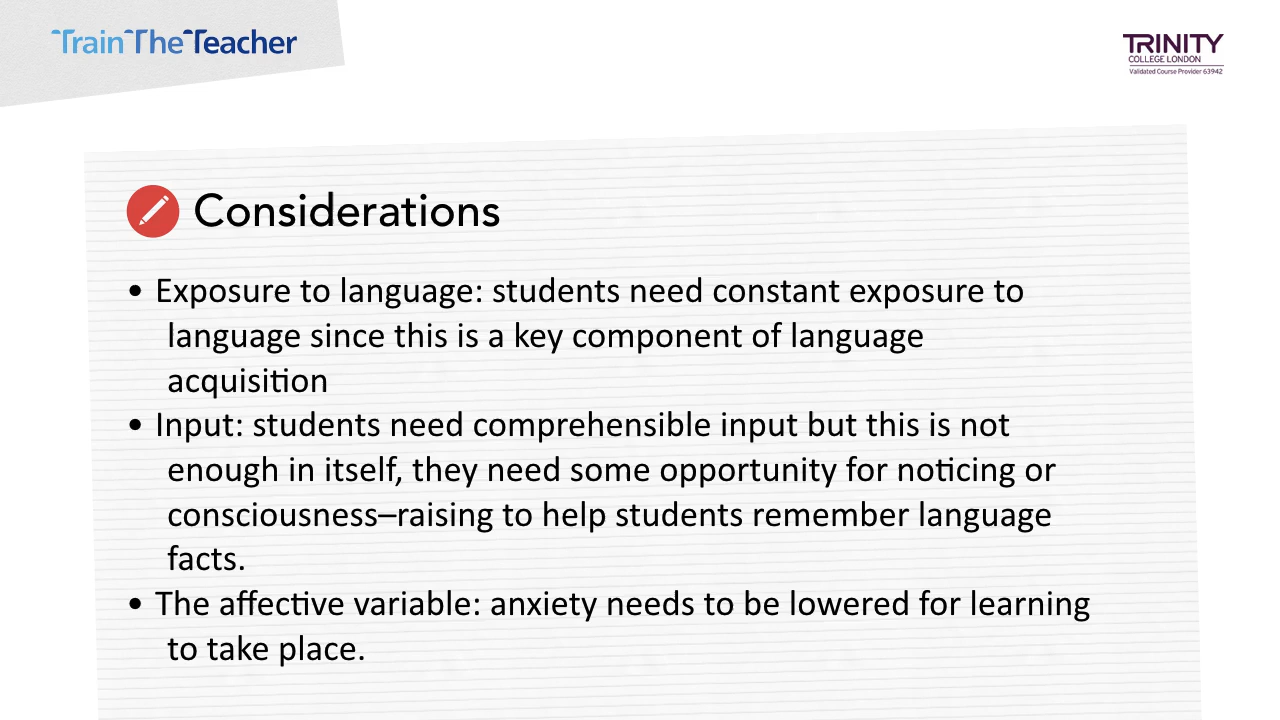 TrainTheTeacher
TRINITY
COLLEGE LONDON
Validated Course Provider 63942
Considerations
• Exposure to language: students need constant exposure to
language since this is a key component of language
acquisition
• Input: students need comprehensible input but this is not
enough in itself, they need some opportunity for noticing or
consciousness–raising to help students remember language
facts.
• The affective variable: anxiety needs to be lowered for learning
to take place.